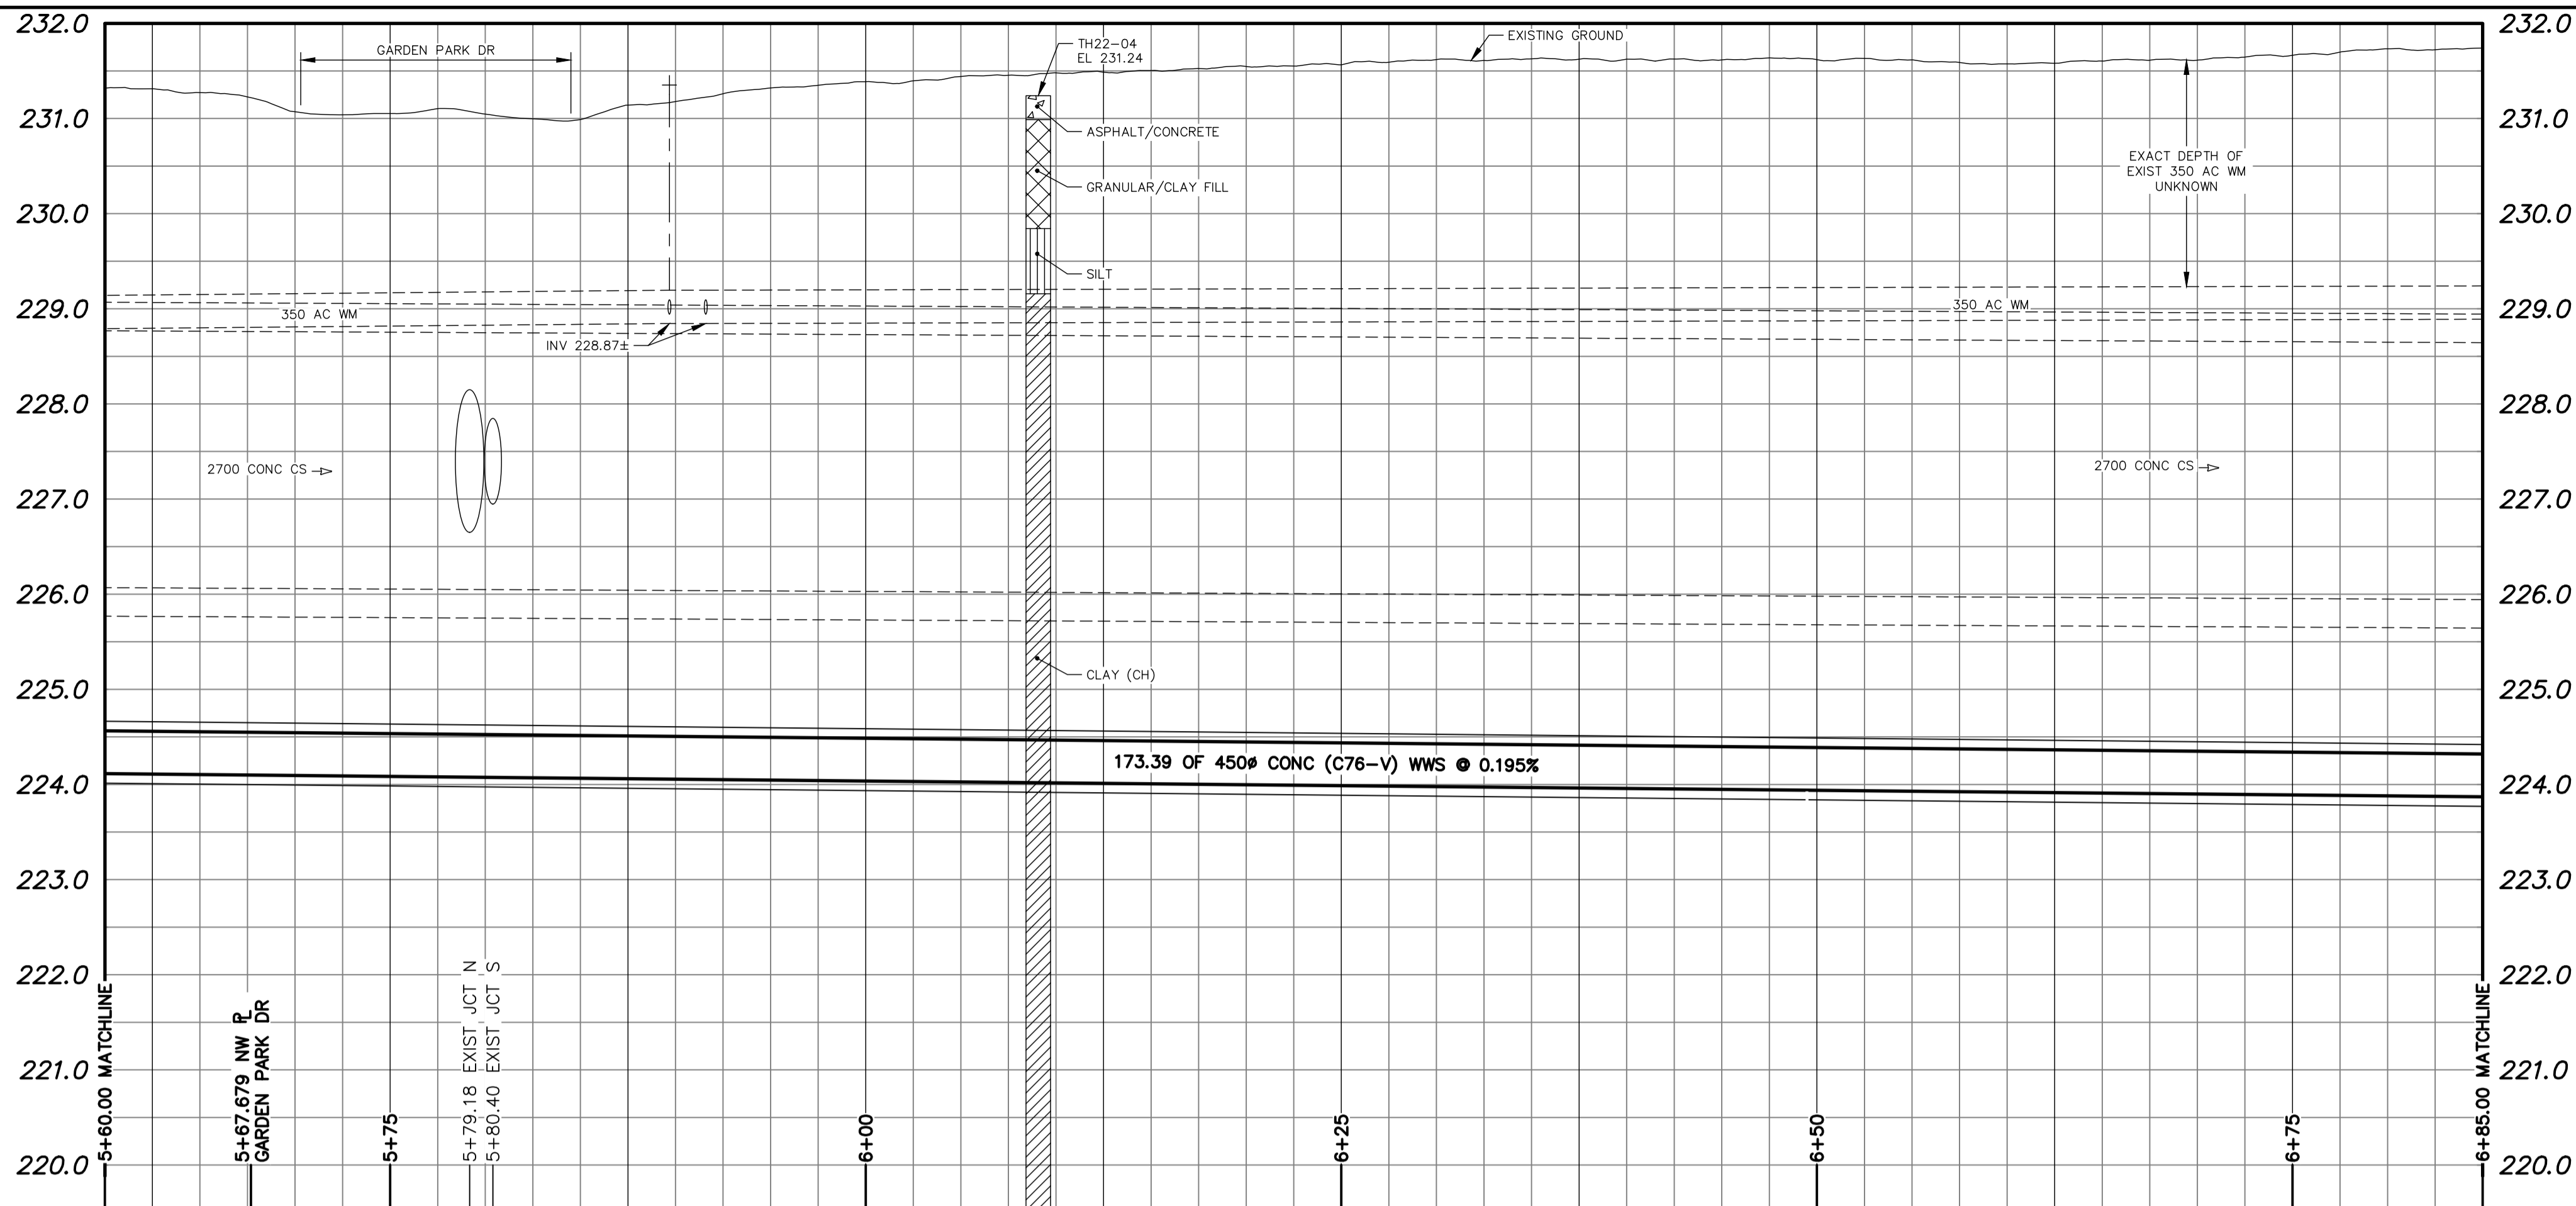 232.0
232.0
GARDEN PARK DR
TH22-04
EL 231.24
EXISTING GROUND
231.0
ASPHALT/CONCRETE
231.0
EXACT DEPTH OF
EXIST 350 AC WM
UNKNOWN
GRANULAR/CLAY FILL
230.0
230.0
SILT
229.0
350 AC WM
350 AC WM
229.0
INV 228.87±
228.0
228.0
2700 CONC CS
2700 CONC CS
227.0
227.0
226.0
226.0
CLAY (CH)
225.0
225.0
173.39 OF 450ø CONC (C76-V) WWS @ 0.195%
224.0
224.0
223.0
223.0
222.0
222.0
221.0
221.0
220.0
220.0
5+60.00 MATCHLINE
5+67.679 NW PL
GARDEN PARK DR
5+75
5+79.18 EXIST JCT N
5+80.40 EXIST JCT S
6+00
6+25
6+50
6+75
6+85.00 MATCHLINE